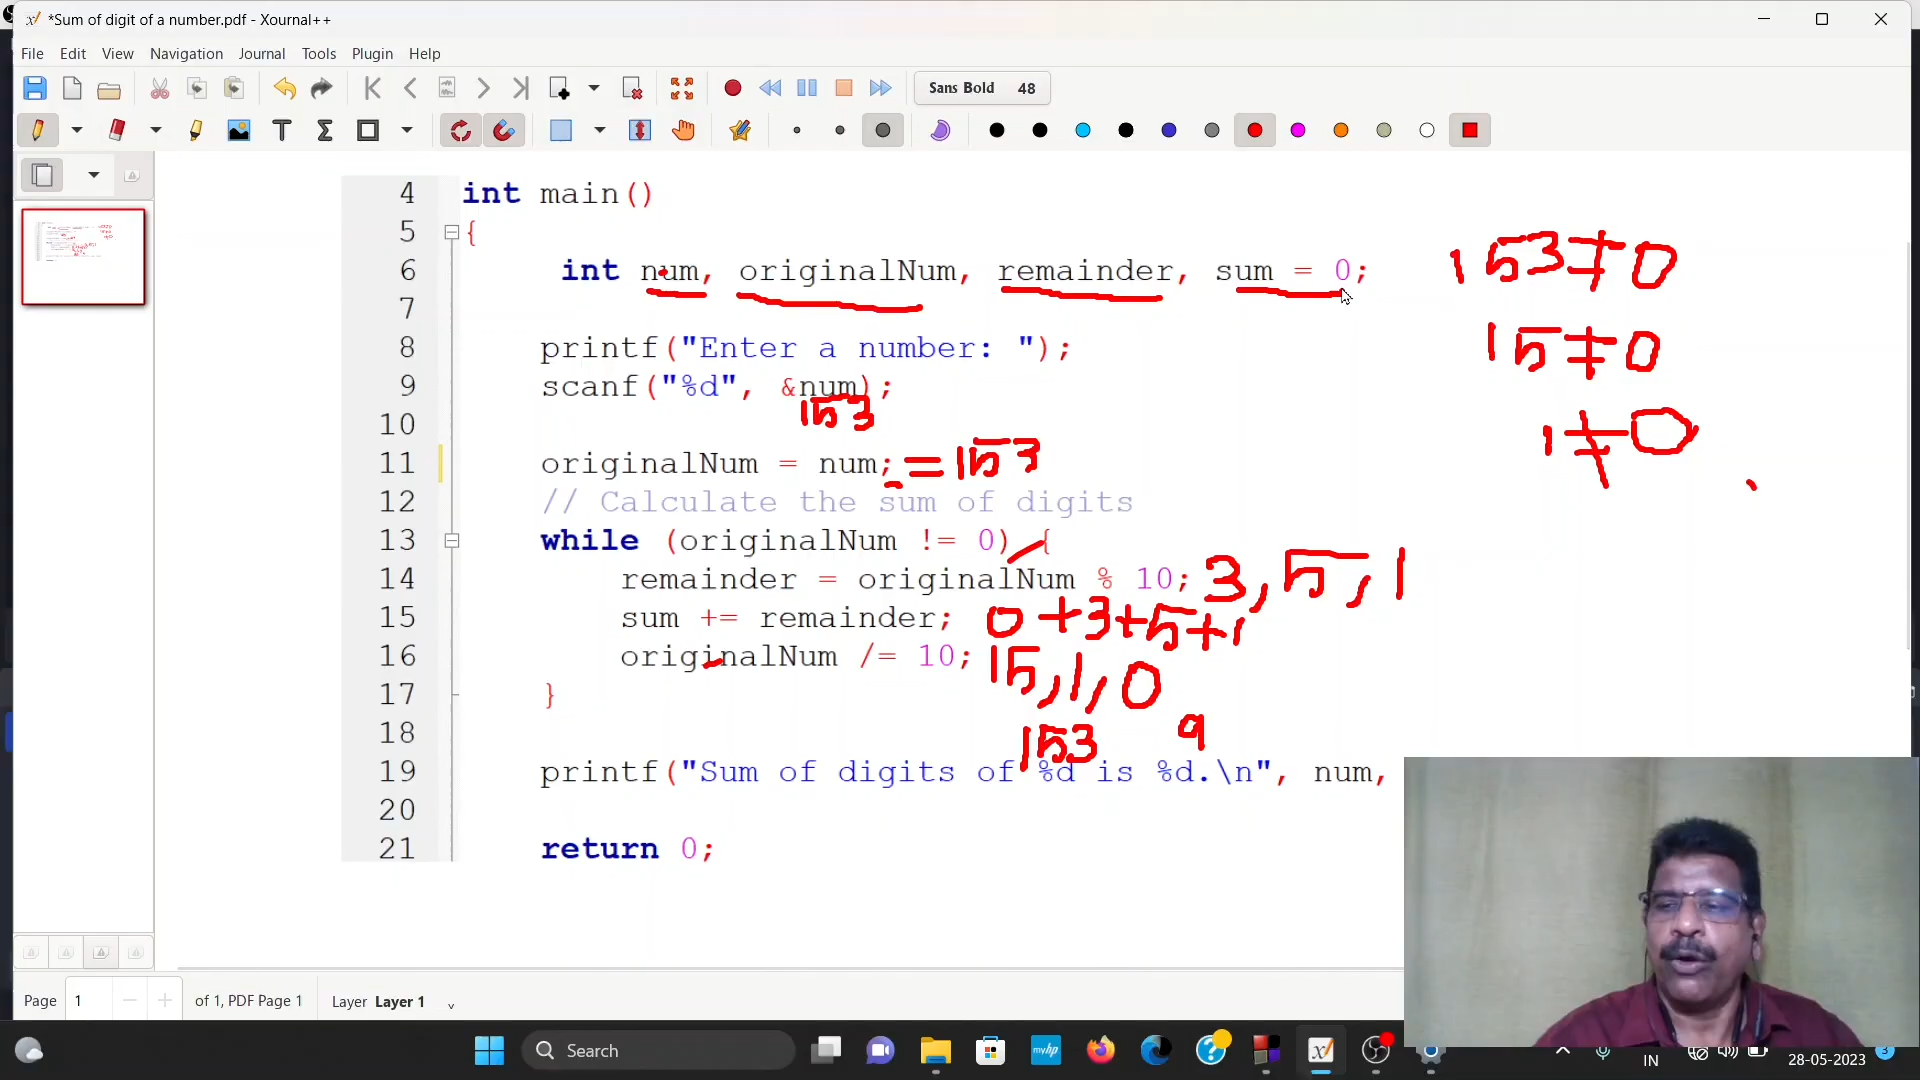 *Sum of digit of a number.pdf - Xournal++
File Edit View Navigation Journal Tools Plugin Help
Sans Bold 48
4 int main()
5 {
6 int num, originalNum, remainder, sum = 0;
153≠0
7
15≠0
8 printf("Enter a number: ");
9 scanf("%d", &num);
153
10
1≠0
11 originalNum = num; =153
12 // Calculate the sum of digits
13 while (originalNum != 0) {
14 remainder = originalNum % 10; 3, 5, 1
15 sum += remainder; 0+3+5+1
16 originalNum /= 10; 15, 1, 0
17 }
18
153 9
19 printf("Sum of digits of %d is %d.\n", num,
20
21 return 0;
Page 1 of 1, PDF Page 1 Layer Layer 1
Search
myhp
IN
28-05-2023
3